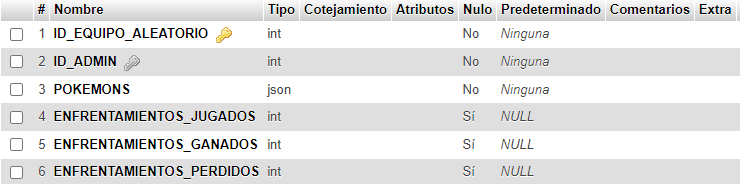 # Nombre Tipo Cotejamiento Atributos Nulo Predeterminado Comentarios Extra
1 ID_EQUIPO_ALEATORIO int No Ninguna
2 ID_ADMIN int No Ninguna
3 POKEMONS json No Ninguna
4 ENFRENTAMIENTOS_JUGADOS int Sí NULL
5 ENFRENTAMIENTOS_GANADOS int Sí NULL
6 ENFRENTAMIENTOS_PERDIDOS int Sí NULL